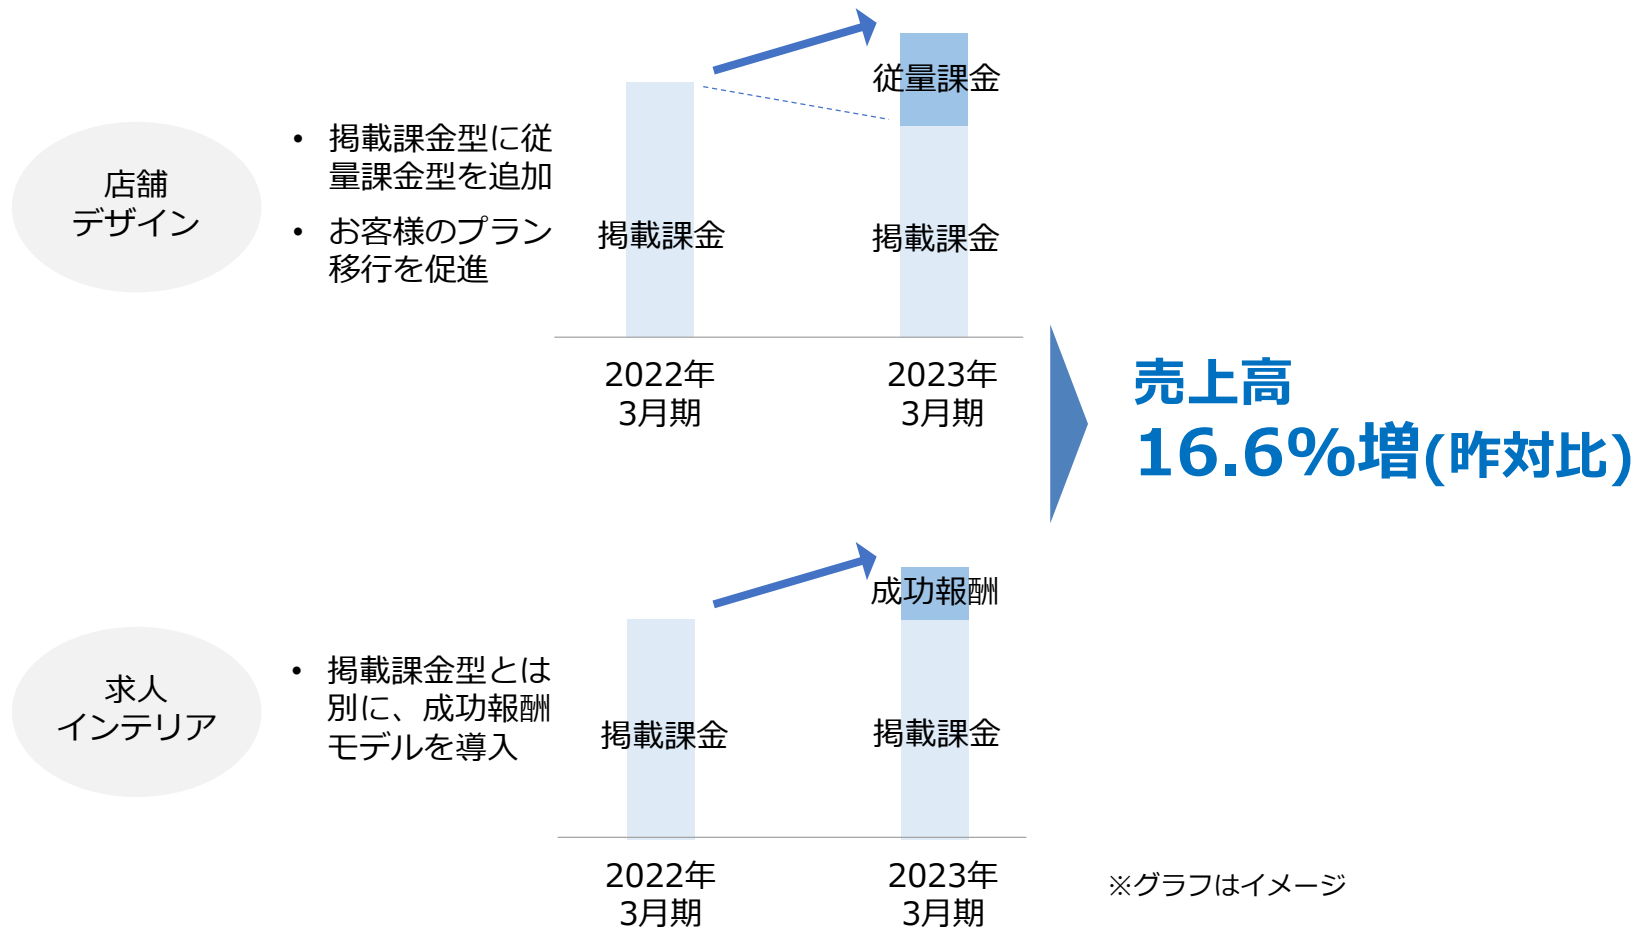 店舗
デザイン
• 掲載課金型に従
量課金型を追加
• お客様のプラン
移行を促進
掲載課金
従量課金
掲載課金
2022年
3月期
2023年
3月期
売上高
16.6%増(昨対比)
求人
インテリア
• 掲載課金型とは
別に、成功報酬
モデルを導入
掲載課金
成功報酬
掲載課金
2022年
3月期
2023年
3月期
※グラフはイメージ